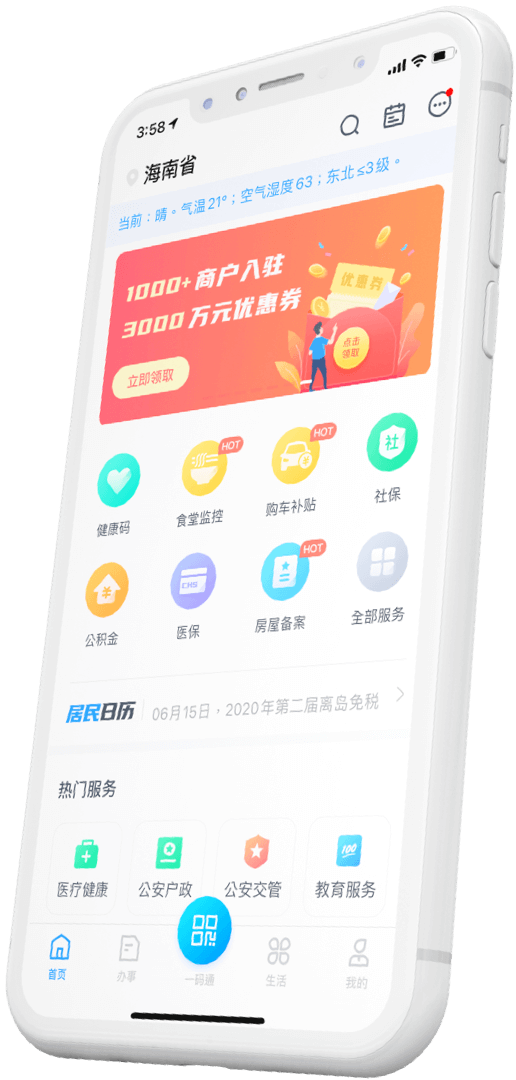 3:58
海南省
当前：晴。气温21°；空气湿度63；东北≤3级。
1000+商户入驻
3000万元优惠券
立即领取
优惠券
点击
领取
健康码
HOT
食堂监控
HOT
购车补贴
社
社保
公积金
CHS
医保
HOT
房屋备案
全部服务
居民日历
06月15日，2020年第二届离岛免税
热门服务
医疗健康
公安户政
公安交管
100
教育服务
首页
办事
一码通
生活
我的